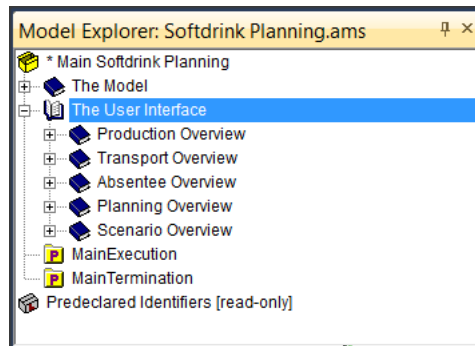 Model Explorer: Softdrink Planning.ams
* Main Softdrink Planning
The Model
The User Interface
Production Overview
Transport Overview
Absentee Overview
Planning Overview
Scenario Overview
P MainExecution
P MainTermination
Predeclared Identifiers [read-only]